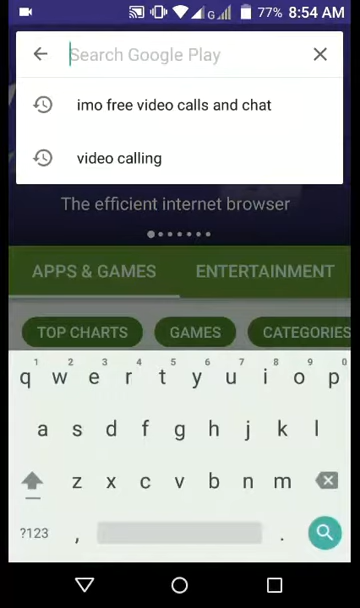 G 77% 8:54 AM
Search Google Play
imo free video calls and chat
video calling
The efficient internet browser
APPS & GAMES ENTERTAINMENT
TOP CHARTS GAMES CATEGORIES
1 2 3 4 5 6 7 8 9 0
q w e r t y u i o p
a s d f g h j k l
z x c v b n m
?123 , .